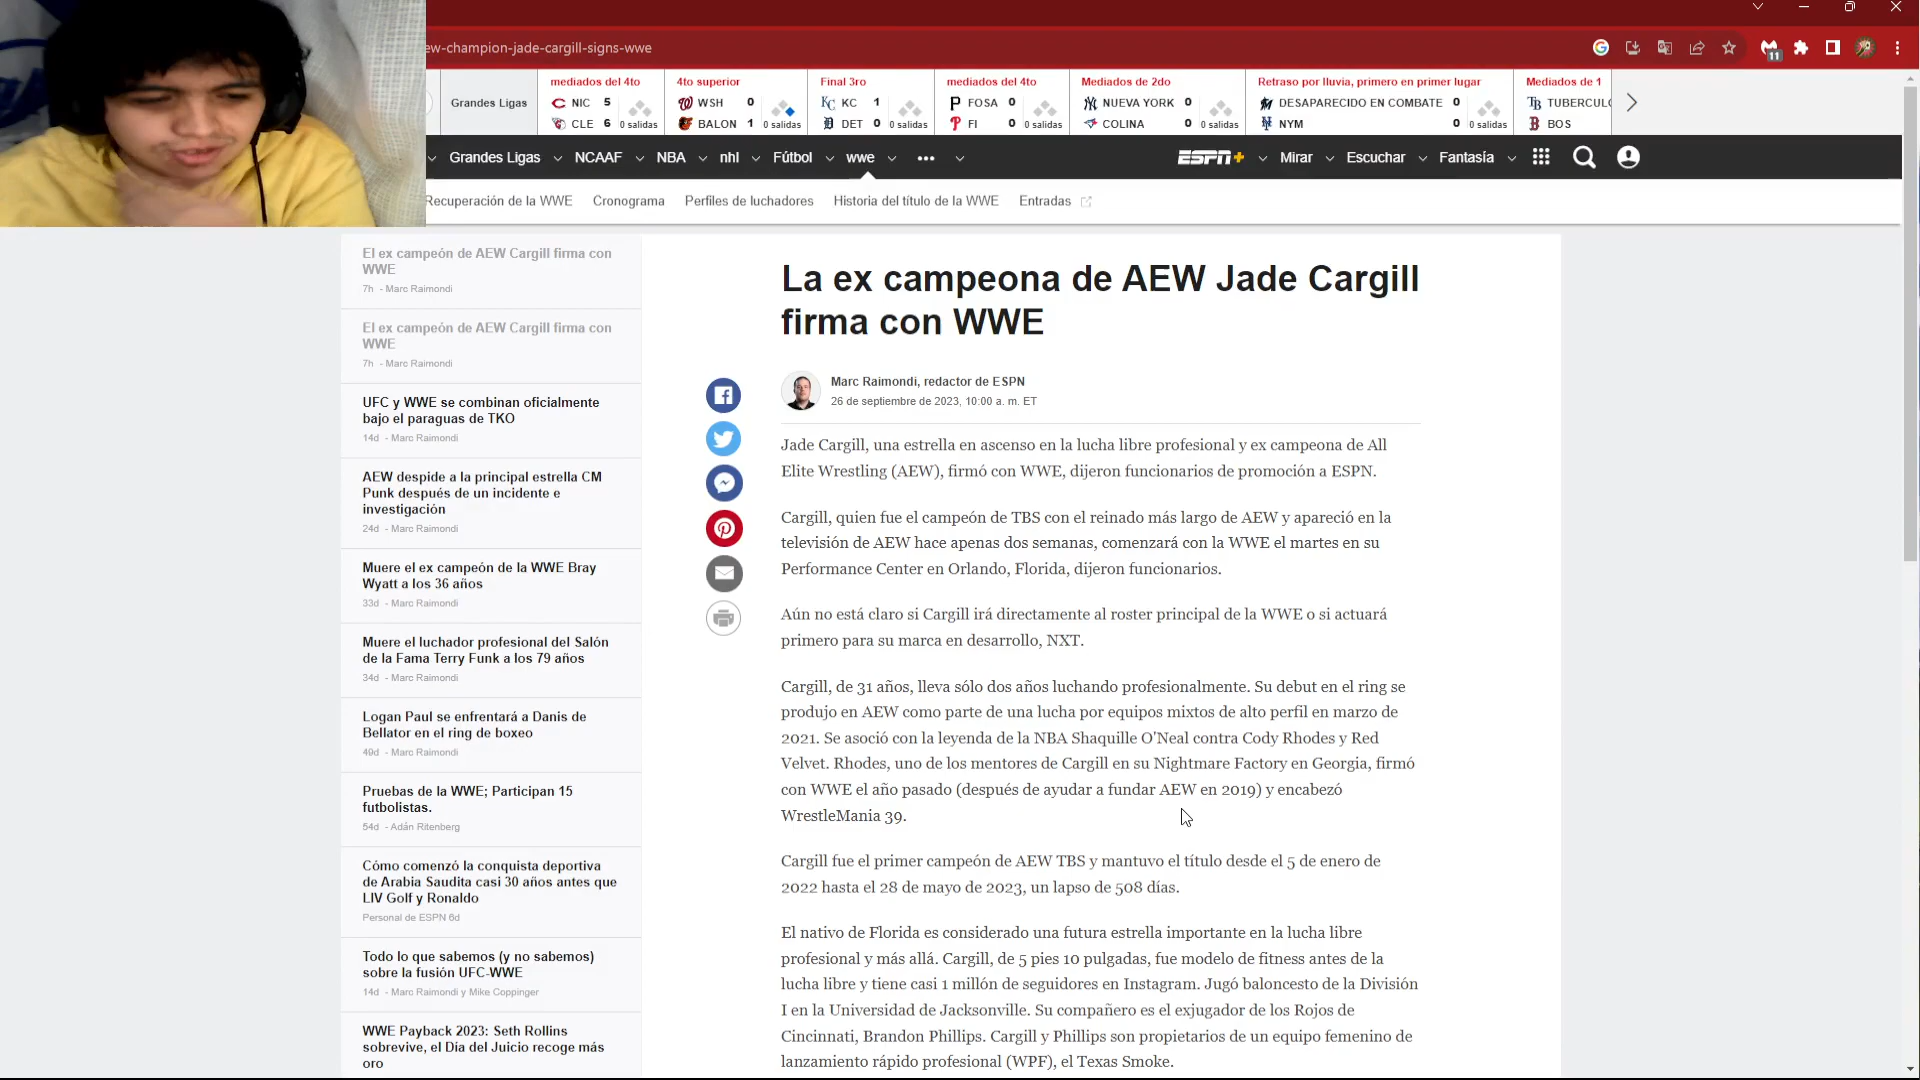 ew-champion-jade-cargill-signs-wwe
11
Grandes Ligas
mediados del 4to
NIC 5
CLE 6 0 salidas
4to superior
WSH 0
BALON 1 0 salidas
Final 3ro
KC 1
DET 0 0 salidas
mediados del 4to
FOSA 0
FI 0 0 salidas
Mediados de 2do
NUEVA YORK 0
COLINA 0 0 salidas
Retraso por lluvia, primero en primer lugar
DESAPARECIDO EN COMBATE 0
NYM 0 0 salidas
Mediados de 1
TUBERCUL
BOS
Grandes Ligas NCAAF NBA nhl Fútbol wwe ••• ESPN+ Mirar Escuchar Fantasía
Recuperación de la WWE Cronograma Perfiles de luchadores Historia del título de la WWE Entradas
El ex campeón de AEW Cargill firma con
WWE
7h - Marc Raimondi
El ex campeón de AEW Cargill firma con
WWE
7h - Marc Raimondi
UFC y WWE se combinan oficialmente
bajo el paraguas de TKO
14d - Marc Raimondi
AEW despide a la principal estrella CM
Punk después de un incidente e
investigación
24d - Marc Raimondi
Muere el ex campeón de la WWE Bray
Wyatt a los 36 años
33d - Marc Raimondi
Muere el luchador profesional del Salón
de la Fama Terry Funk a los 79 años
34d - Marc Raimondi
Logan Paul se enfrentará a Danis de
Bellator en el ring de boxeo
49d - Marc Raimondi
Pruebas de la WWE; Participan 15
futbolistas.
54d - Adán Ritenberg
Cómo comenzó la conquista deportiva
de Arabia Saudita casi 30 años antes que
LIV Golf y Ronaldo
Personal de ESPN 6d
Todo lo que sabemos (y no sabemos)
sobre la fusión UFC-WWE
14d - Marc Raimondi y Mike Coppinger
WWE Payback 2023: Seth Rollins
sobrevive, el Día del Juicio recoge más
oro
La ex campeona de AEW Jade Cargill
firma con WWE
Marc Raimondi, redactor de ESPN
26 de septiembre de 2023, 10:00 a. m. ET
Jade Cargill, una estrella en ascenso en la lucha libre profesional y ex campeona de All
Elite Wrestling (AEW), firmó con WWE, dijeron funcionarios de promoción a ESPN.
Cargill, quien fue el campeón de TBS con el reinado más largo de AEW y apareció en la
televisión de AEW hace apenas dos semanas, comenzará con la WWE el martes en su
Performance Center en Orlando, Florida, dijeron funcionarios.
Aún no está claro si Cargill irá directamente al roster principal de la WWE o si actuará
primero para su marca en desarrollo, NXT.
Cargill, de 31 años, lleva sólo dos años luchando profesionalmente. Su debut en el ring se
produjo en AEW como parte de una lucha por equipos mixtos de alto perfil en marzo de
2021. Se asoció con la leyenda de la NBA Shaquille O'Neal contra Cody Rhodes y Red
Velvet. Rhodes, uno de los mentores de Cargill en su Nightmare Factory en Georgia, firmó
con WWE el año pasado (después de ayudar a fundar AEW en 2019) y encabezó
WrestleMania 39.
Cargill fue el primer campeón de AEW TBS y mantuvo el título desde el 5 de enero de
2022 hasta el 28 de mayo de 2023, un lapso de 508 días.
El nativo de Florida es considerado una futura estrella importante en la lucha libre
profesional y más allá. Cargill, de 5 pies 10 pulgadas, fue modelo de fitness antes de la
lucha libre y tiene casi 1 millón de seguidores en Instagram. Jugó baloncesto de la División
I en la Universidad de Jacksonville. Su compañero es el exjugador de los Rojos de
Cincinnati, Brandon Phillips. Cargill y Phillips son propietarios de un equipo femenino de
lanzamiento rápido profesional (WPF), el Texas Smoke.